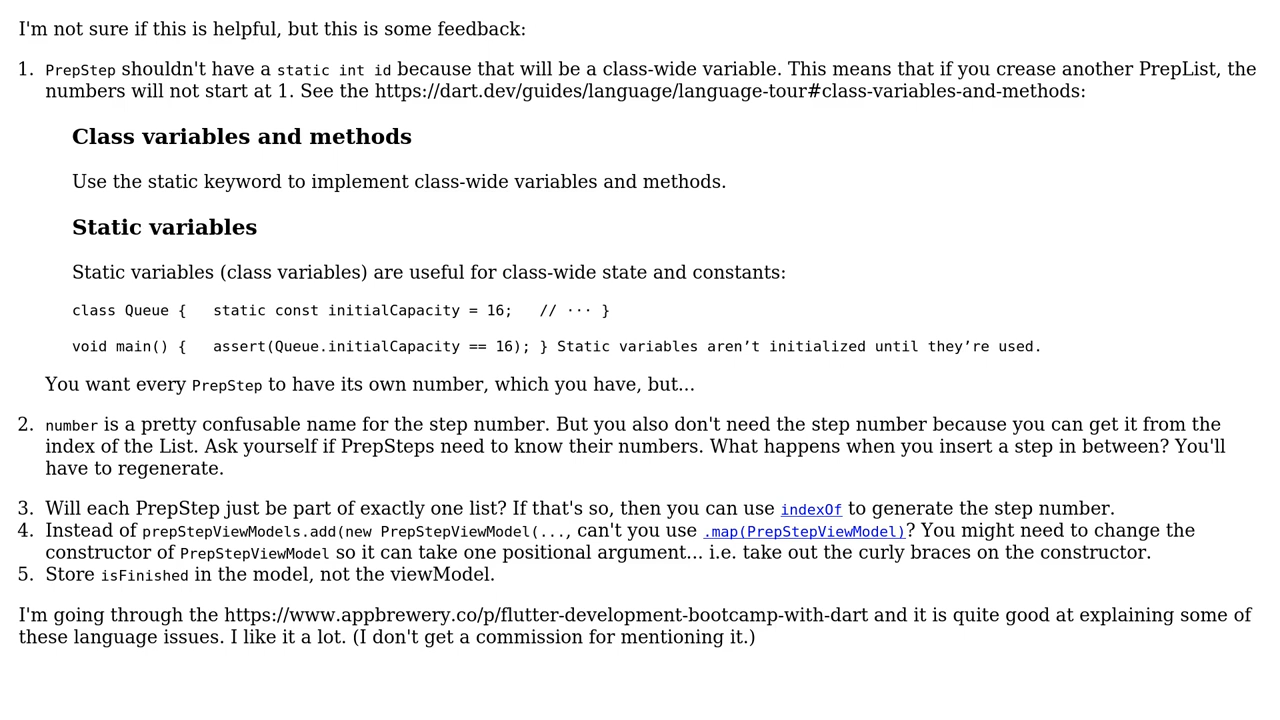 I'm not sure if this is helpful, but this is some feedback:
1. PrepStep shouldn't have a static int id because that will be a class-wide variable. This means that if you crease another PrepList, the
numbers will not start at 1. See the https://dart.dev/guides/language/language-tour#class-variables-and-methods:
Class variables and methods
Use the static keyword to implement class-wide variables and methods.
Static variables
Static variables (class variables) are useful for class-wide state and constants:
class Queue {   static const initialCapacity = 16;   // ··· }
void main() {   assert(Queue.initialCapacity == 16); } Static variables aren’t initialized until they’re used.
You want every PrepStep to have its own number, which you have, but...
2. number is a pretty confusable name for the step number. But you also don't need the step number because you can get it from the
index of the List. Ask yourself if PrepSteps need to know their numbers. What happens when you insert a step in between? You'll
have to regenerate.
3. Will each PrepStep just be part of exactly one list? If that's so, then you can use indexOf to generate the step number.
4. Instead of prepStepViewModels.add(new PrepStepViewModel(..., can't you use .map(PrepStepViewModel)? You might need to change the
constructor of PrepStepViewModel so it can take one positional argument... i.e. take out the curly braces on the constructor.
5. Store isFinished in the model, not the viewModel.
I'm going through the https://www.appbrewery.co/p/flutter-development-bootcamp-with-dart and it is quite good at explaining some of
these language issues. I like it a lot. (I don't get a commission for mentioning it.)